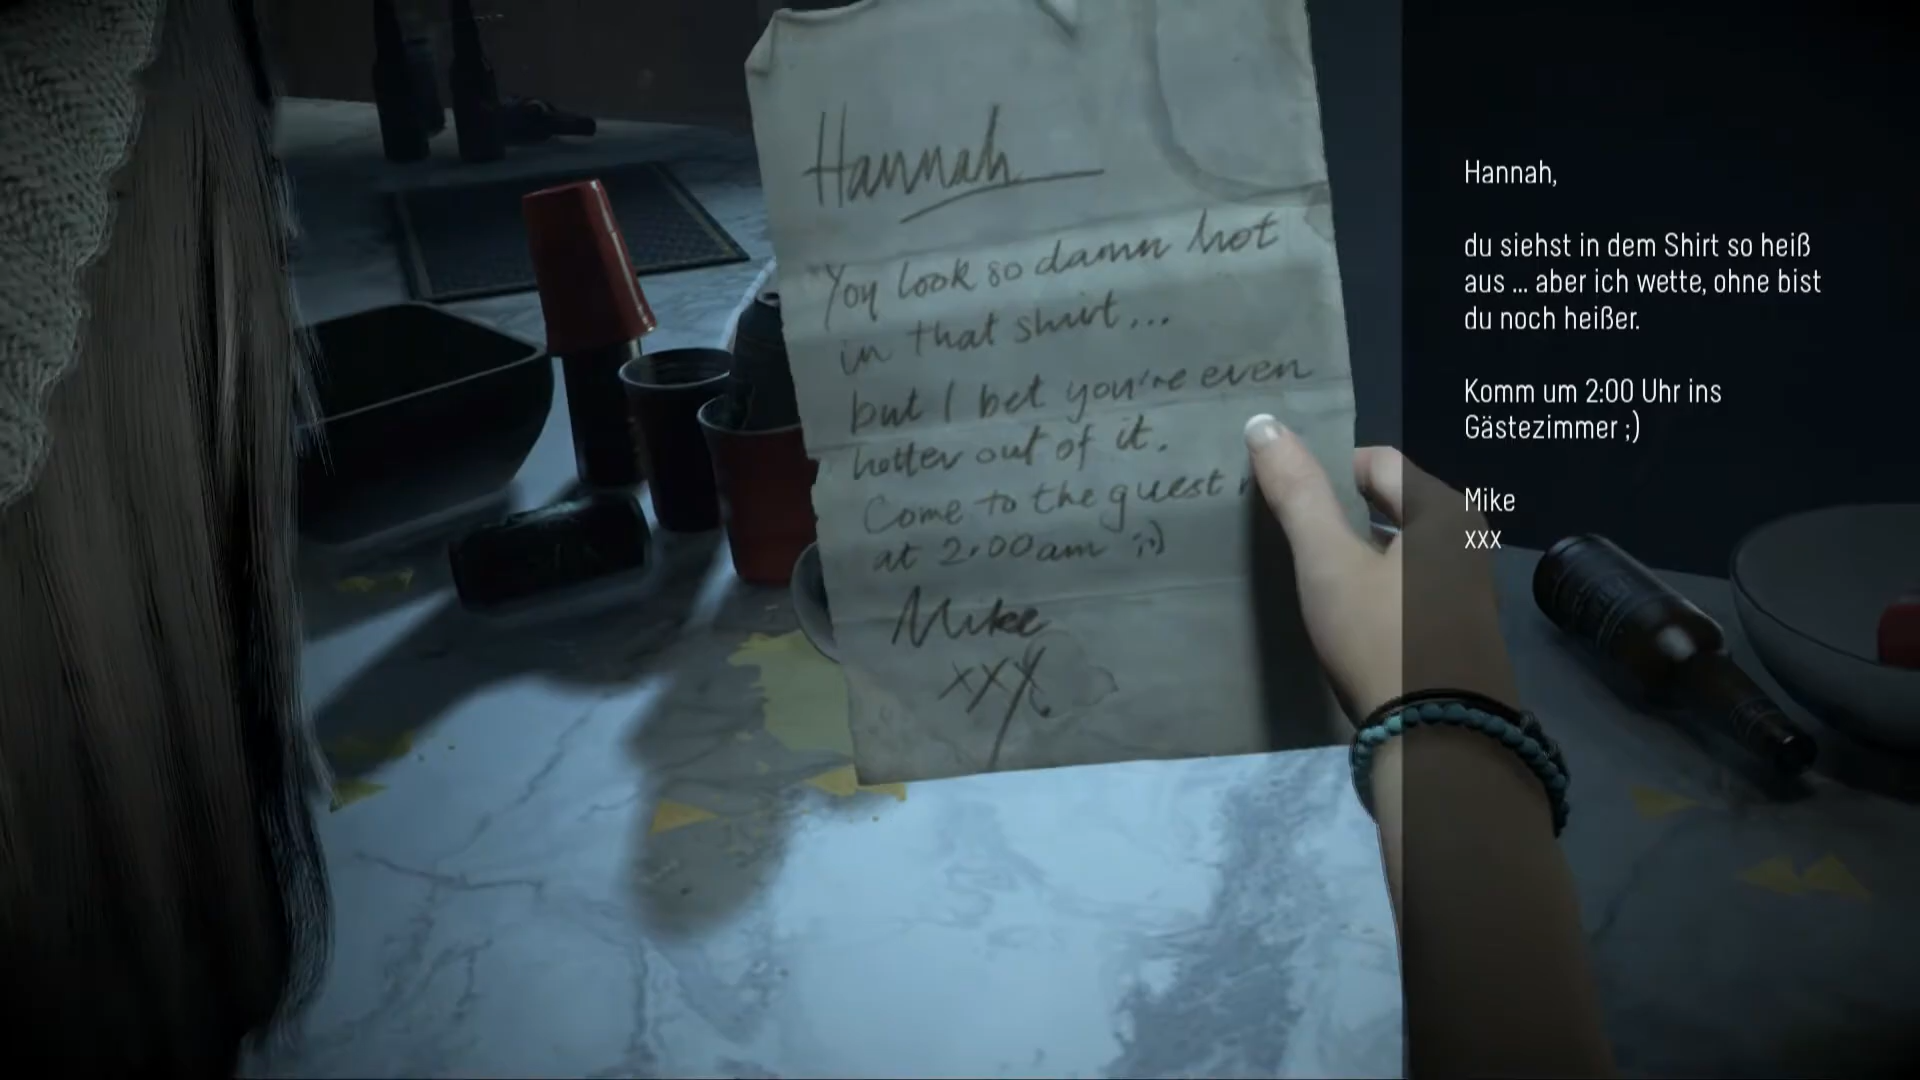 Hannah
You look so damn hot
in that shirt...
but I bet you're even
hotter out of it.
Come to the guest
at 2:00am ;)
Mike
xxx
Hannah,
du siehst in dem Shirt so heiß
aus ... aber ich wette, ohne bist
du noch heißer.
Komm um 2:00 Uhr ins
Gästezimmer ;)
Mike
xxx